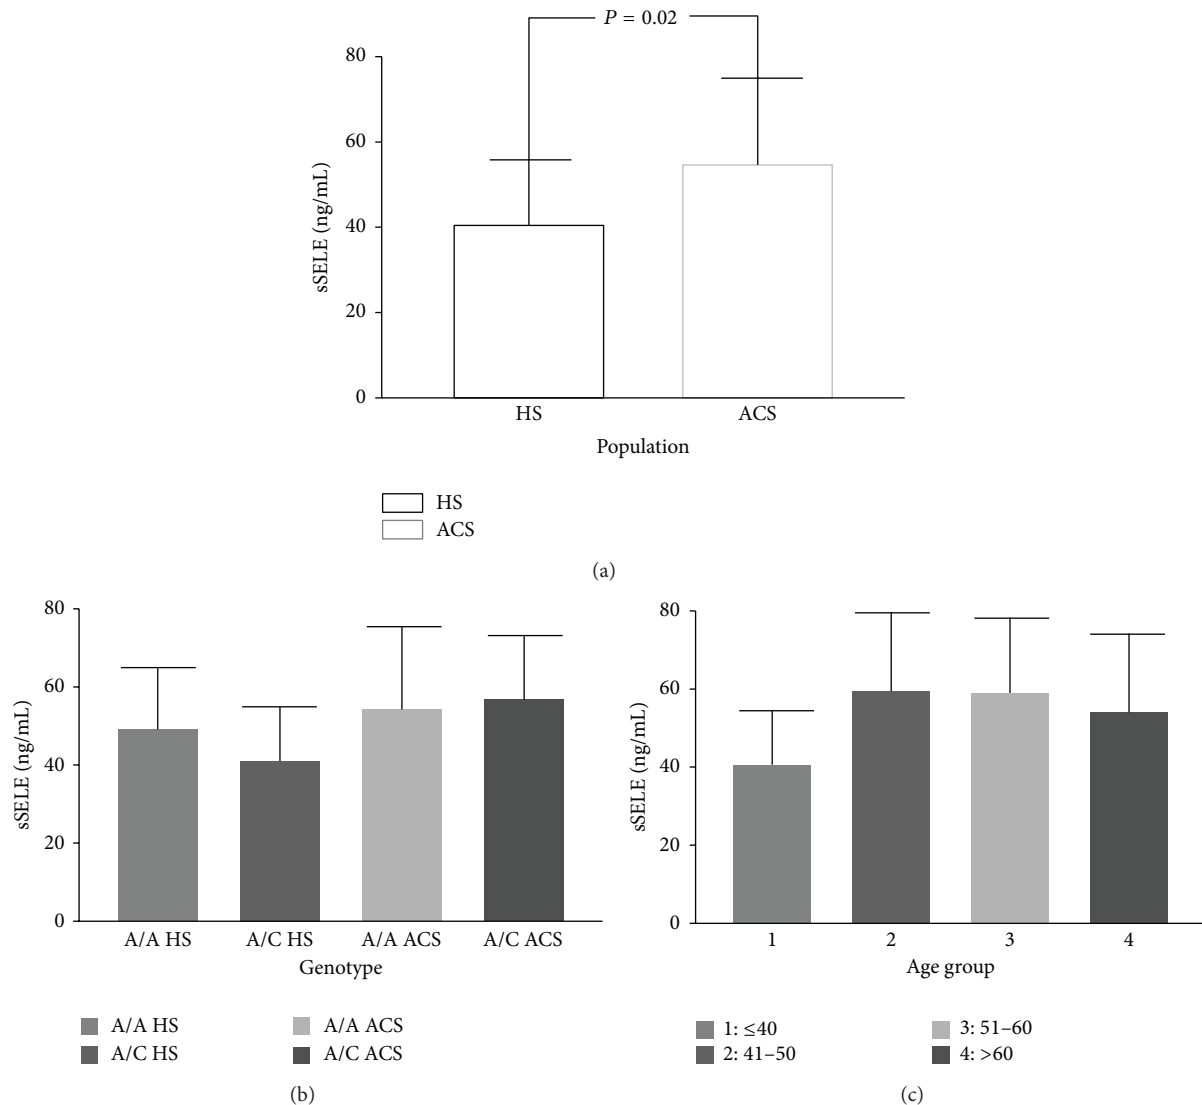 P = 0.02
80
60
40
20
0
sSELE (ng/mL)
HS ACS
Population
HS
ACS
(a)
80
60
40
20
0
sSELE (ng/mL)
A/A HS A/C HS A/A ACS A/C ACS
Genotype
A/A HS A/A ACS
A/C HS A/C ACS
(b)
80
60
40
20
0
sSELE (ng/mL)
1 2 3 4
Age group
1: ≤40 3: 51–60
2: 41–50 4: >60
(c)